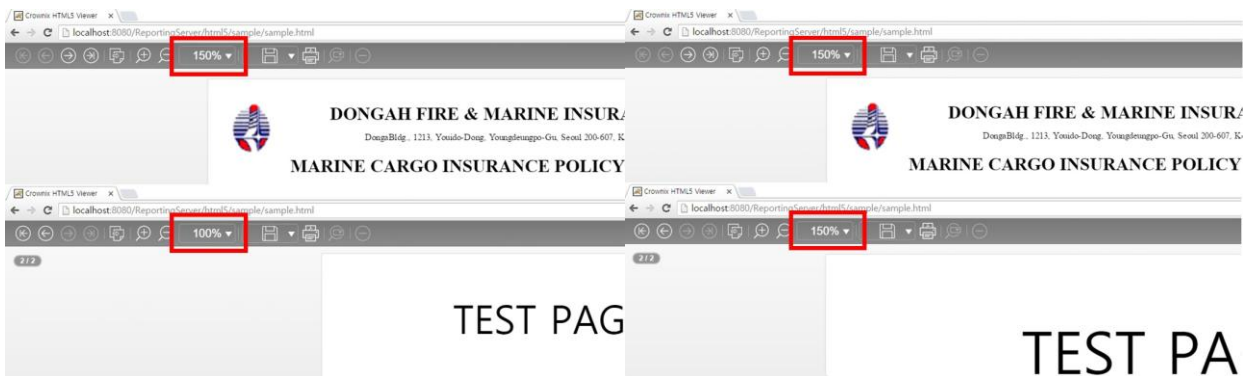 Crownix HTML5 Viewer
localhost:8080/ReportingServer/html5/sample/sample.html
150%
DONGAH FIRE & MARINE INSURA
DongaBldg., 1213, Youido-Dong, Youngdeungpo-Gu, Seoul 200-607, K
MARINE CARGO INSURANCE POLICY
Crownix HTML5 Viewer
localhost:8080/ReportingServer/html5/sample/sample.html
150%
DONGAH FIRE & MARINE INSURA
DongaBldg., 1213, Youido-Dong, Youngdeungpo-Gu, Seoul 200-607, K
MARINE CARGO INSURANCE POLICY
Crownix HTML5 Viewer
localhost:8080/ReportingServer/html5/sample/sample.html
100%
2/2
TEST PAG
Crownix HTML5 Viewer
localhost:8080/ReportingServer/html5/sample/sample.html
150%
2/2
TEST PA